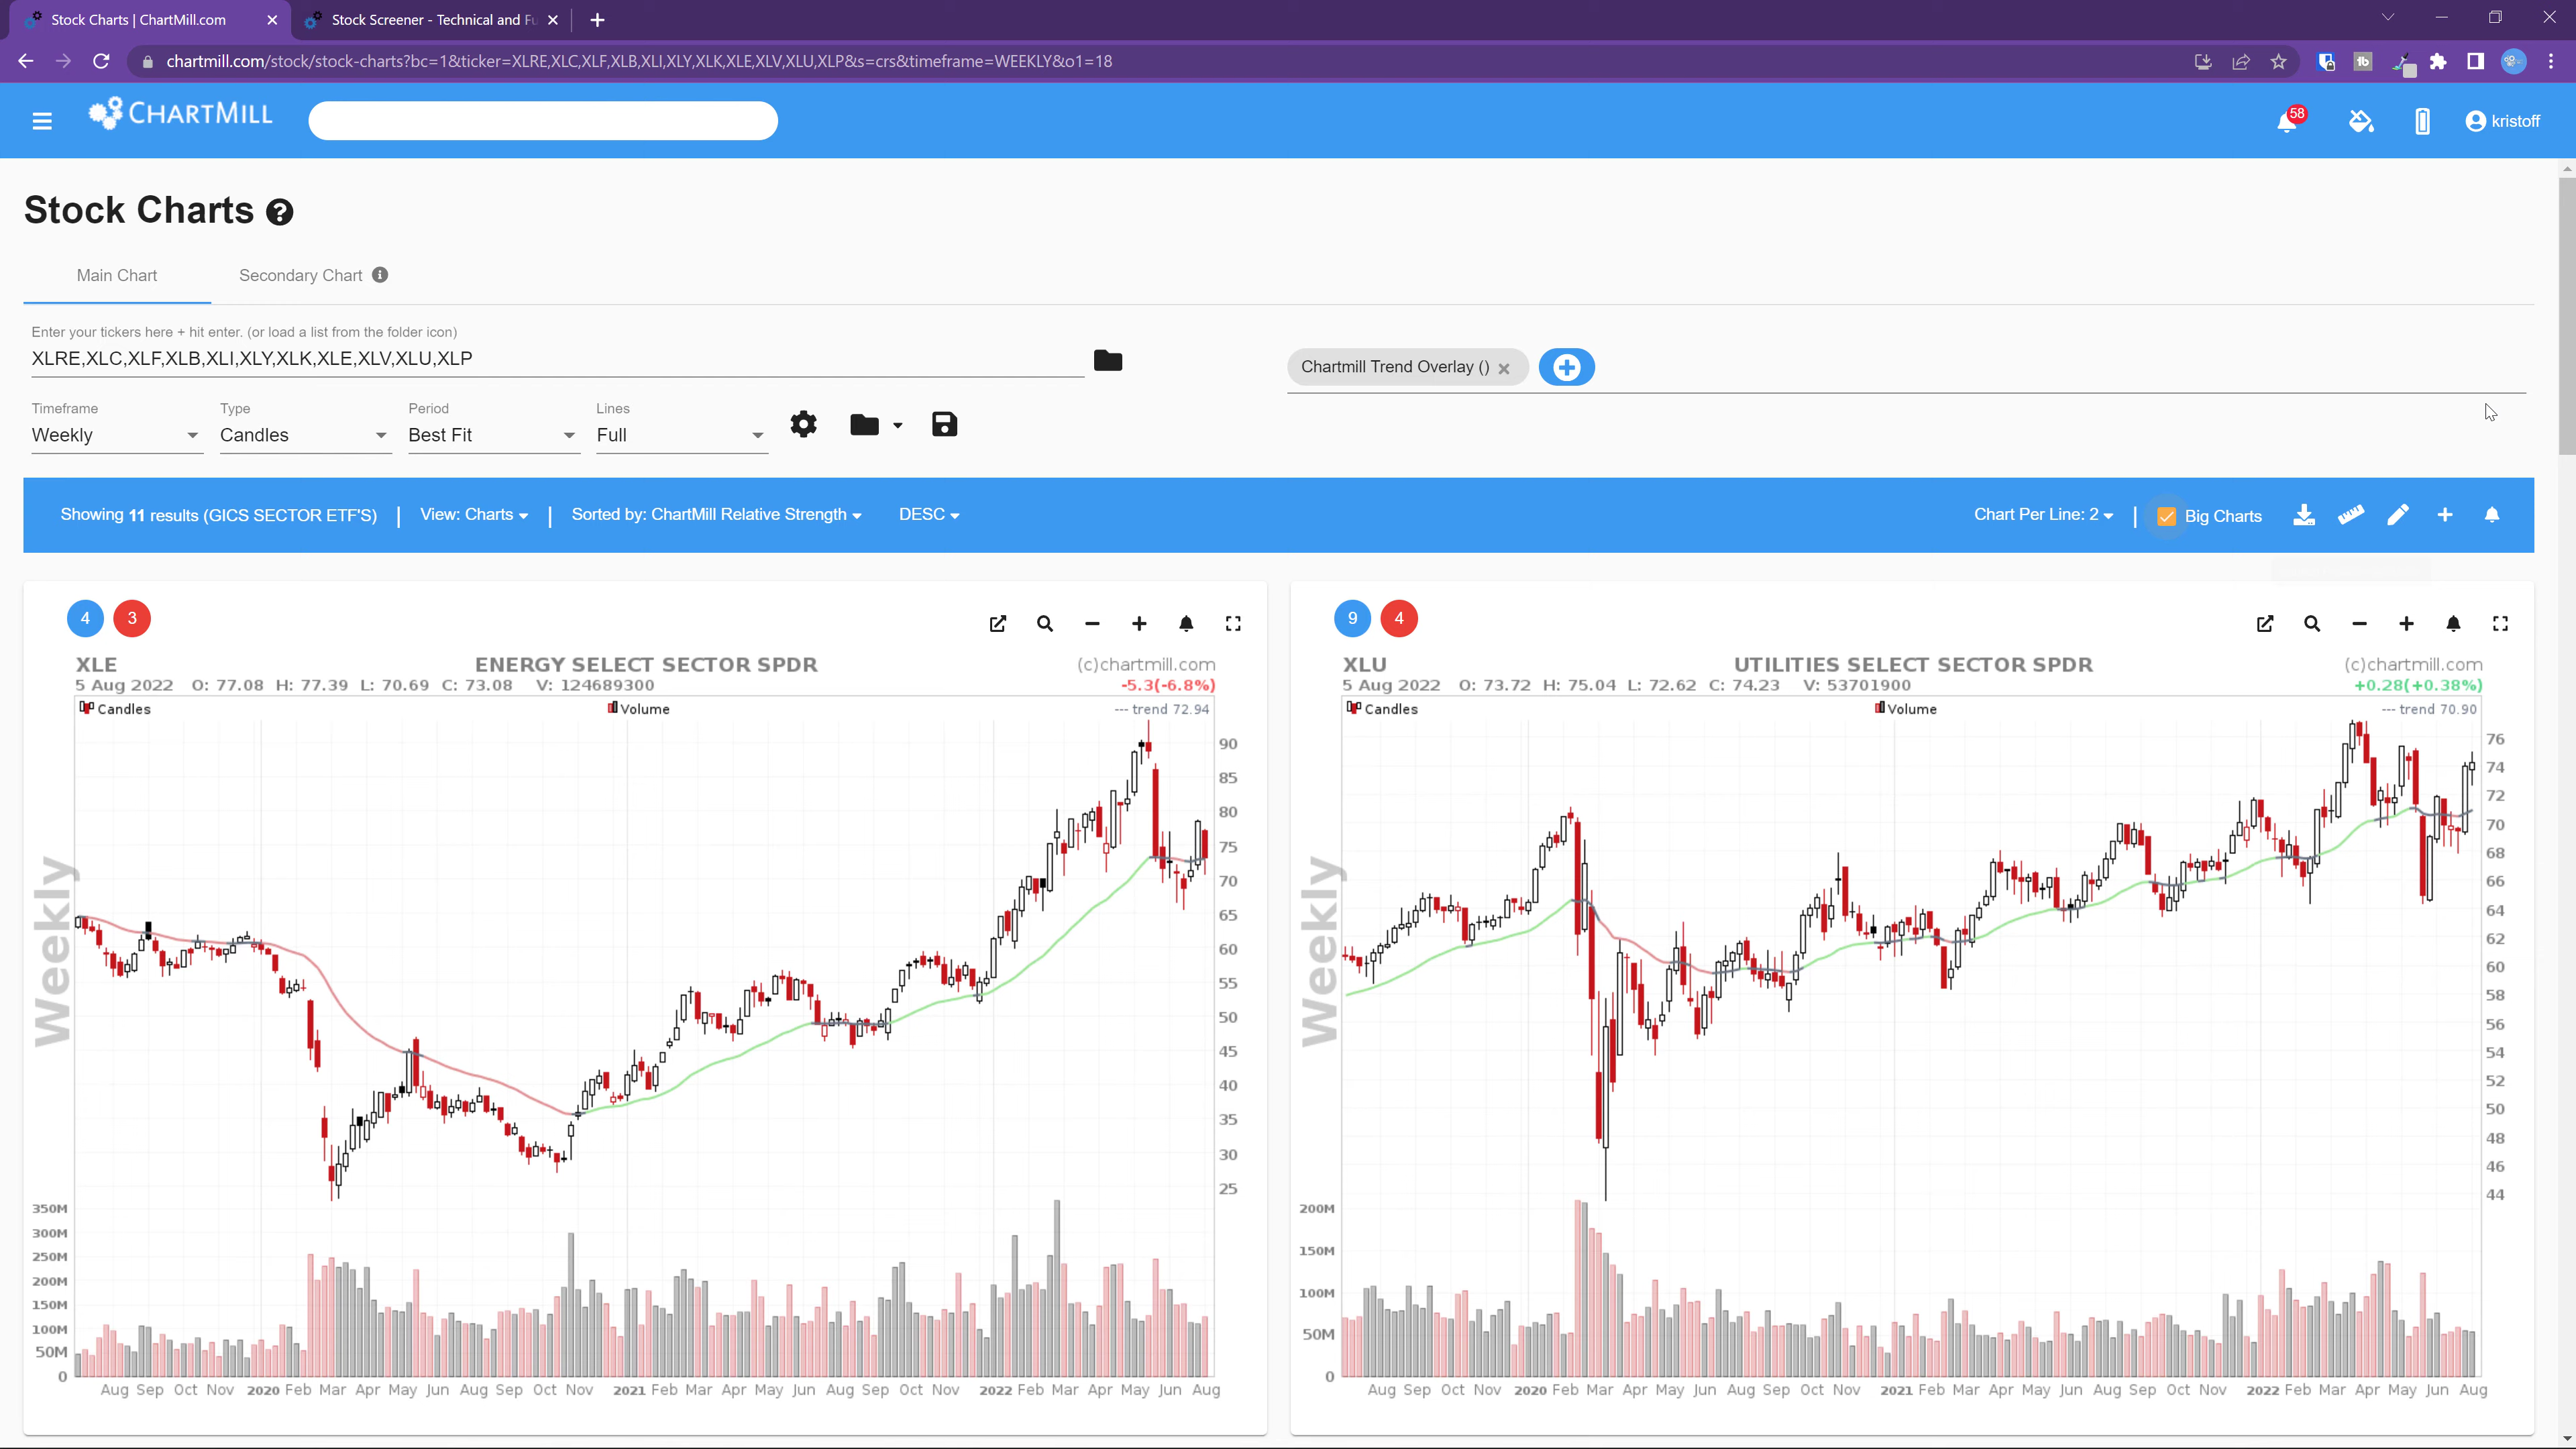 Stock Charts | ChartMill.com
Stock Screener - Technical and Fu
chartmill.com/stock/stock-charts?bc=1&ticker=XLRE,XLC,XLF,XLB,XLI,XLY,XLK,XLE,XLV,XLU,XLP&s=crs&timeframe=WEEKLY&o1=18
CHARTMILL
58
kristoff
Stock Charts
Main Chart
Secondary Chart
Enter your tickers here + hit enter. (or load a list from the folder icon)
XLRE,XLC,XLF,XLB,XLI,XLY,XLK,XLE,XLV,XLU,XLP
Chartmill Trend Overlay ()
Timeframe Type Period Lines
Weekly Candles Best Fit Full
Showing 11 results (GICS SECTOR ETF'S) | View: Charts | Sorted by: ChartMill Relative Strength DESC
Chart Per Line: 2 | Big Charts
4 3
XLE ENERGY SELECT SECTOR SPDR (c)chartmill.com
5 Aug 2022 O: 77.08 H: 77.39 L: 70.69 C: 73.08 V: 124689300 -5.3(-6.8%)
Candles Volume --- trend 72.94
90
85
80
75
70
65
60
55
50
45
40
35
30
25
Weekly
350M
300M
250M
200M
150M
100M
50M
0
Aug Sep Oct Nov 2020 Feb Mar Apr May Jun Aug Sep Oct Nov 2021 Feb Mar Apr May Jun Aug Sep Oct Nov 2022 Feb Mar Apr May Jun Aug
9 4
XLU UTILITIES SELECT SECTOR SPDR (c)chartmill.com
5 Aug 2022 O: 73.72 H: 75.04 L: 72.62 C: 74.23 V: 53701900 +0.28(+0.38%)
Candles Volume --- trend 70.90
76
74
72
70
68
66
64
62
60
58
56
54
52
50
48
46
44
Weekly
200M
150M
100M
50M
0
Aug Sep Oct Nov 2020 Feb Mar Apr May Jun Aug Sep Oct Nov 2021 Feb Mar Apr May Jun Aug Sep Oct Nov 2022 Feb Mar Apr May Jun Aug